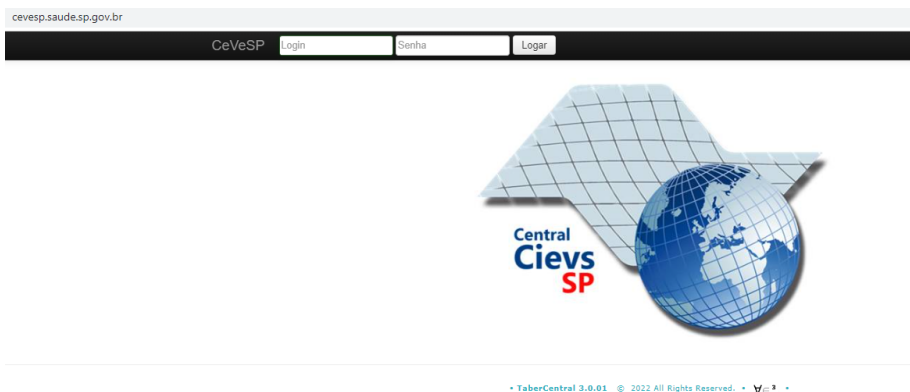 cevesp.saude.sp.gov.br
CeVeSP Login Senha Logar
Central
Cievs
SP
• TaberCentral 3.0.01 © 2022 All Rights Reserved. • ∀∈³ •